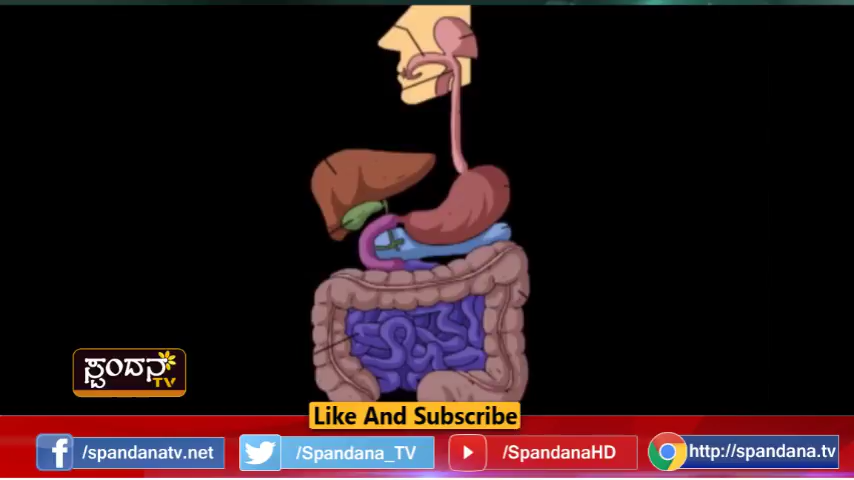 ಸ್ಪಂದನ
TV
Like And Subscribe
/spandanatv.net
/Spandana_TV
/SpandanaHD
http://spandana.tv